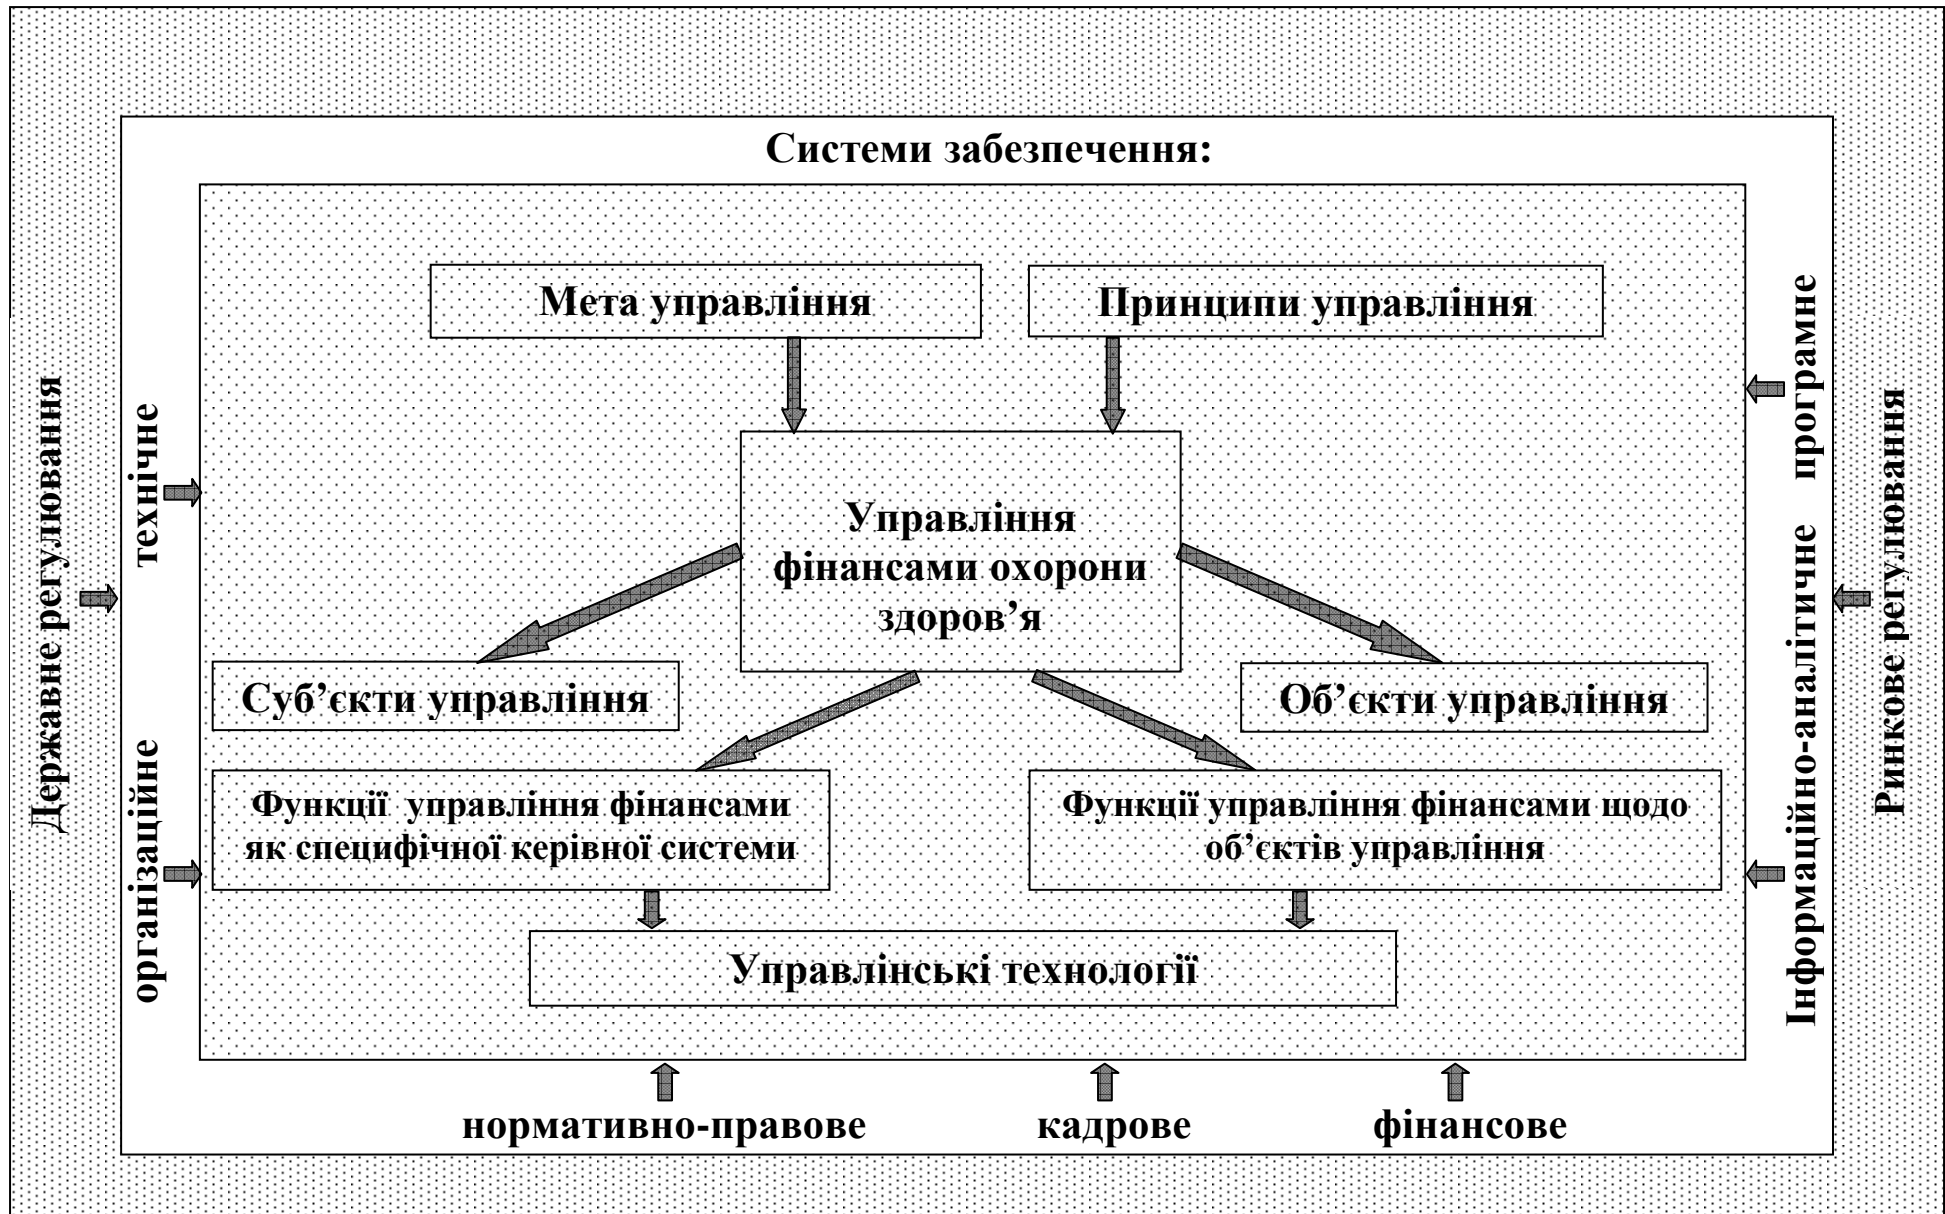 Системи забезпечення:
Мета управління
Принципи управління
Управління
фінансами охорони
здоров’я
Суб’єкти управління
Об’єкти управління
Функції управління фінансами
як специфічної керівної системи
Функції управління фінансами щодо
об’єктів управління
Управлінські технології
Державне регулювання
технічне
організаційне
програмне
Інформаційно-аналітичне
Ринкове регулювання
нормативно-правове
кадрове
фінансове